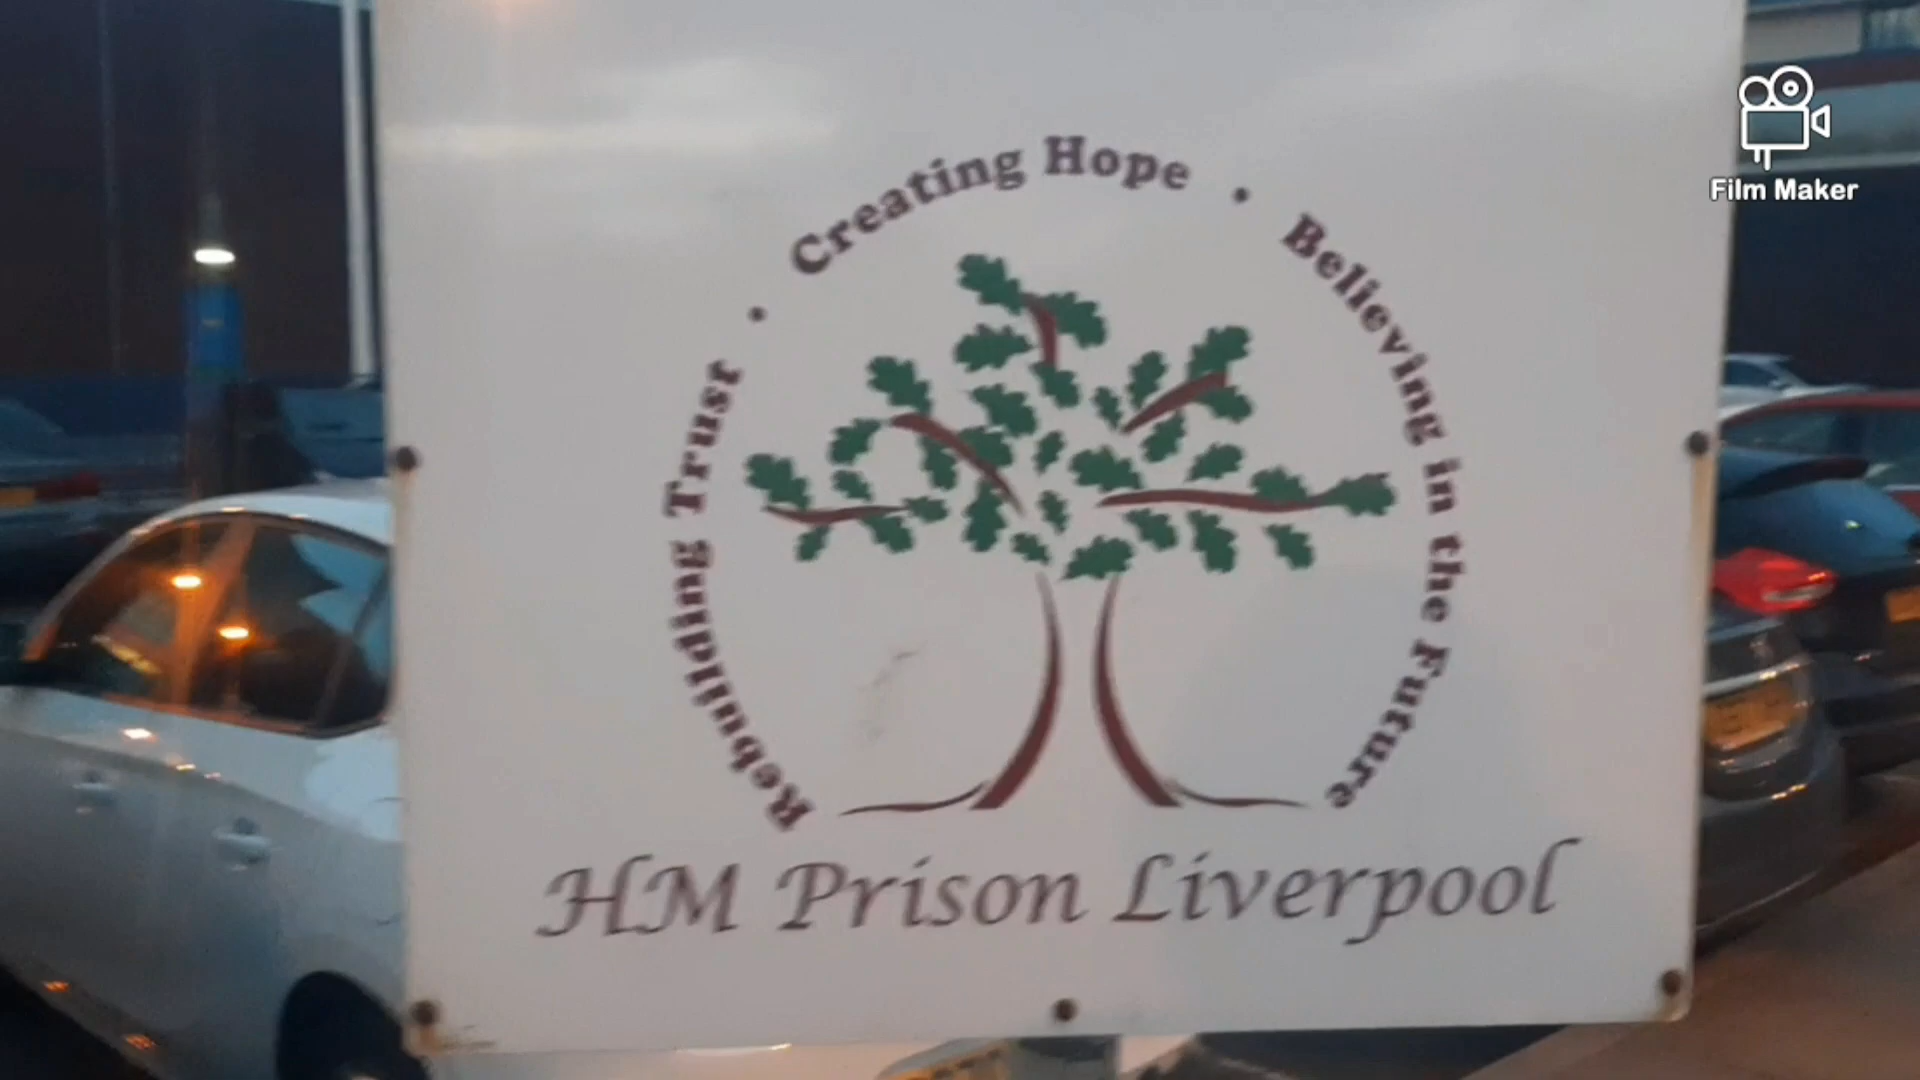 Rebuilding Trust • Creating Hope • Believing in the Future
HM Prison Liverpool
Film Maker